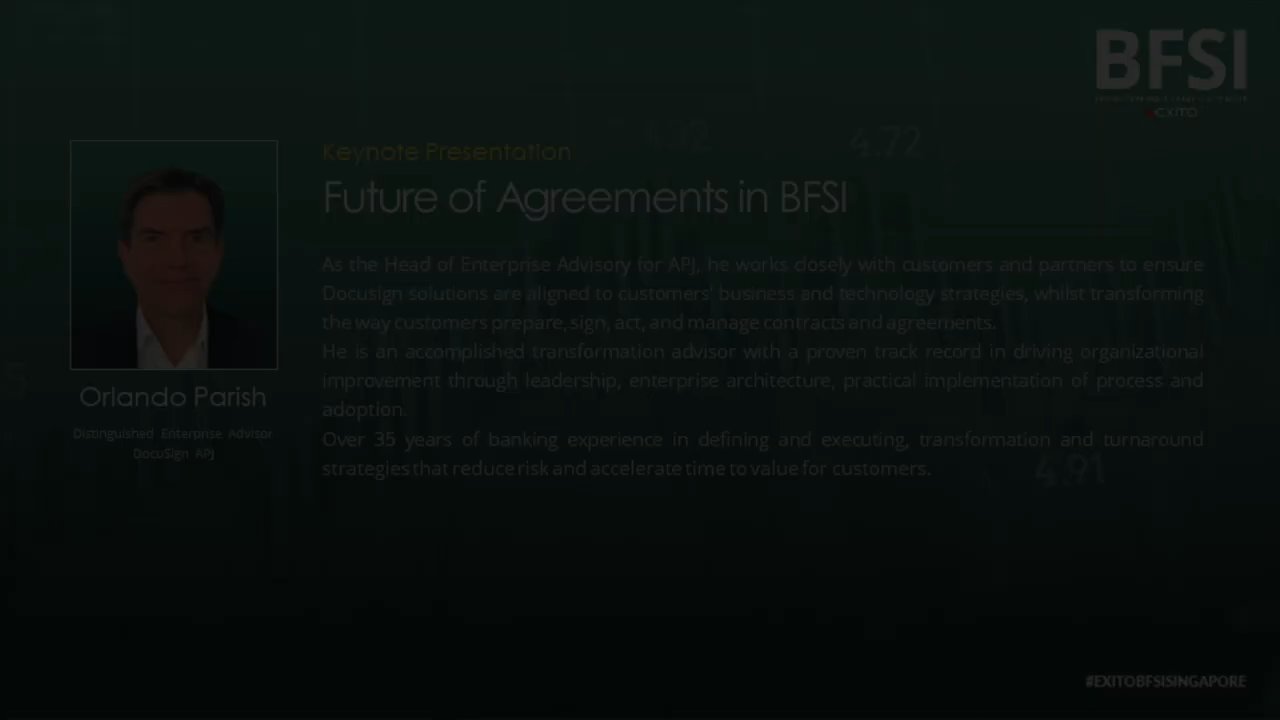 BFSI
EXITO
4.72
Keynote Presentation
Future of Agreements in BFSI
As the Head of Enterprise Advisory for APJ, he works closely with customers and partners to ensure
Docusign solutions are aligned to customers' business and technology strategies, whilst transforming
the way customers prepare, sign, act, and manage contracts and agreements.
He is an accomplished transformation advisor with a proven track record in driving organizational
improvement through leadership, enterprise architecture, practical implementation of process and
adoption.
Over 35 years of banking experience in defining and executing, transformation and turnaround
strategies that reduce risk and accelerate time to value for customers.
Orlando Parish
Distinguished Enterprise Advisor
DocuSign APJ
4.91
#EXITOBFSISINGAPORE